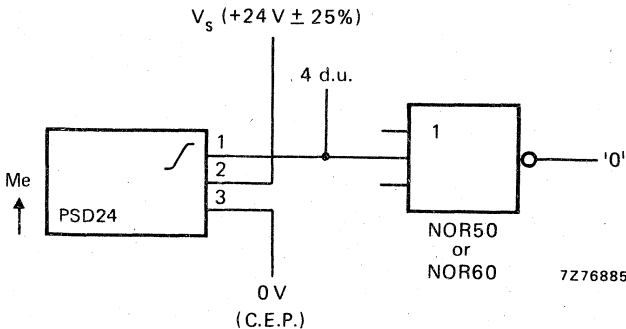 V_s (+24 V ± 25%)
4 d.u.
1
2
3
Me
PSD24
1
'0'
NOR50
or
NOR60
0 V
(C.E.P.)
7Z76885